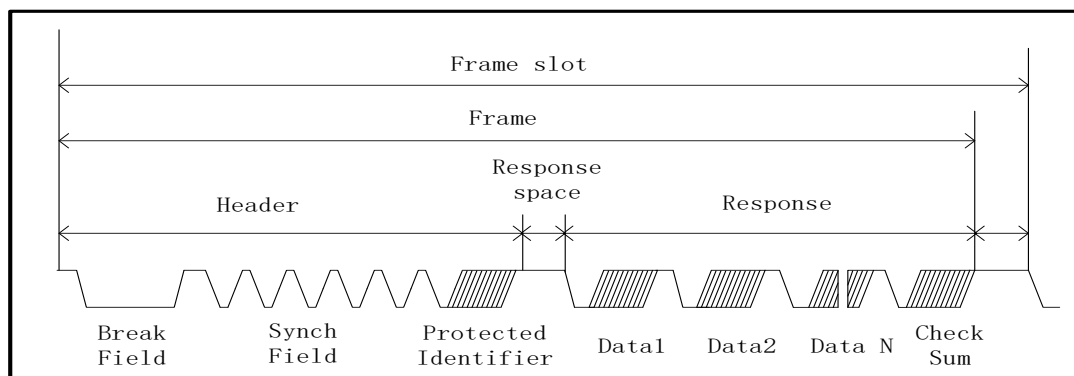 Frame slot
Frame
Response
space
Header
Response
Break
Field
Synch
Field
Protected
Identifier
Data1
Data2
Data N
Check
Sum